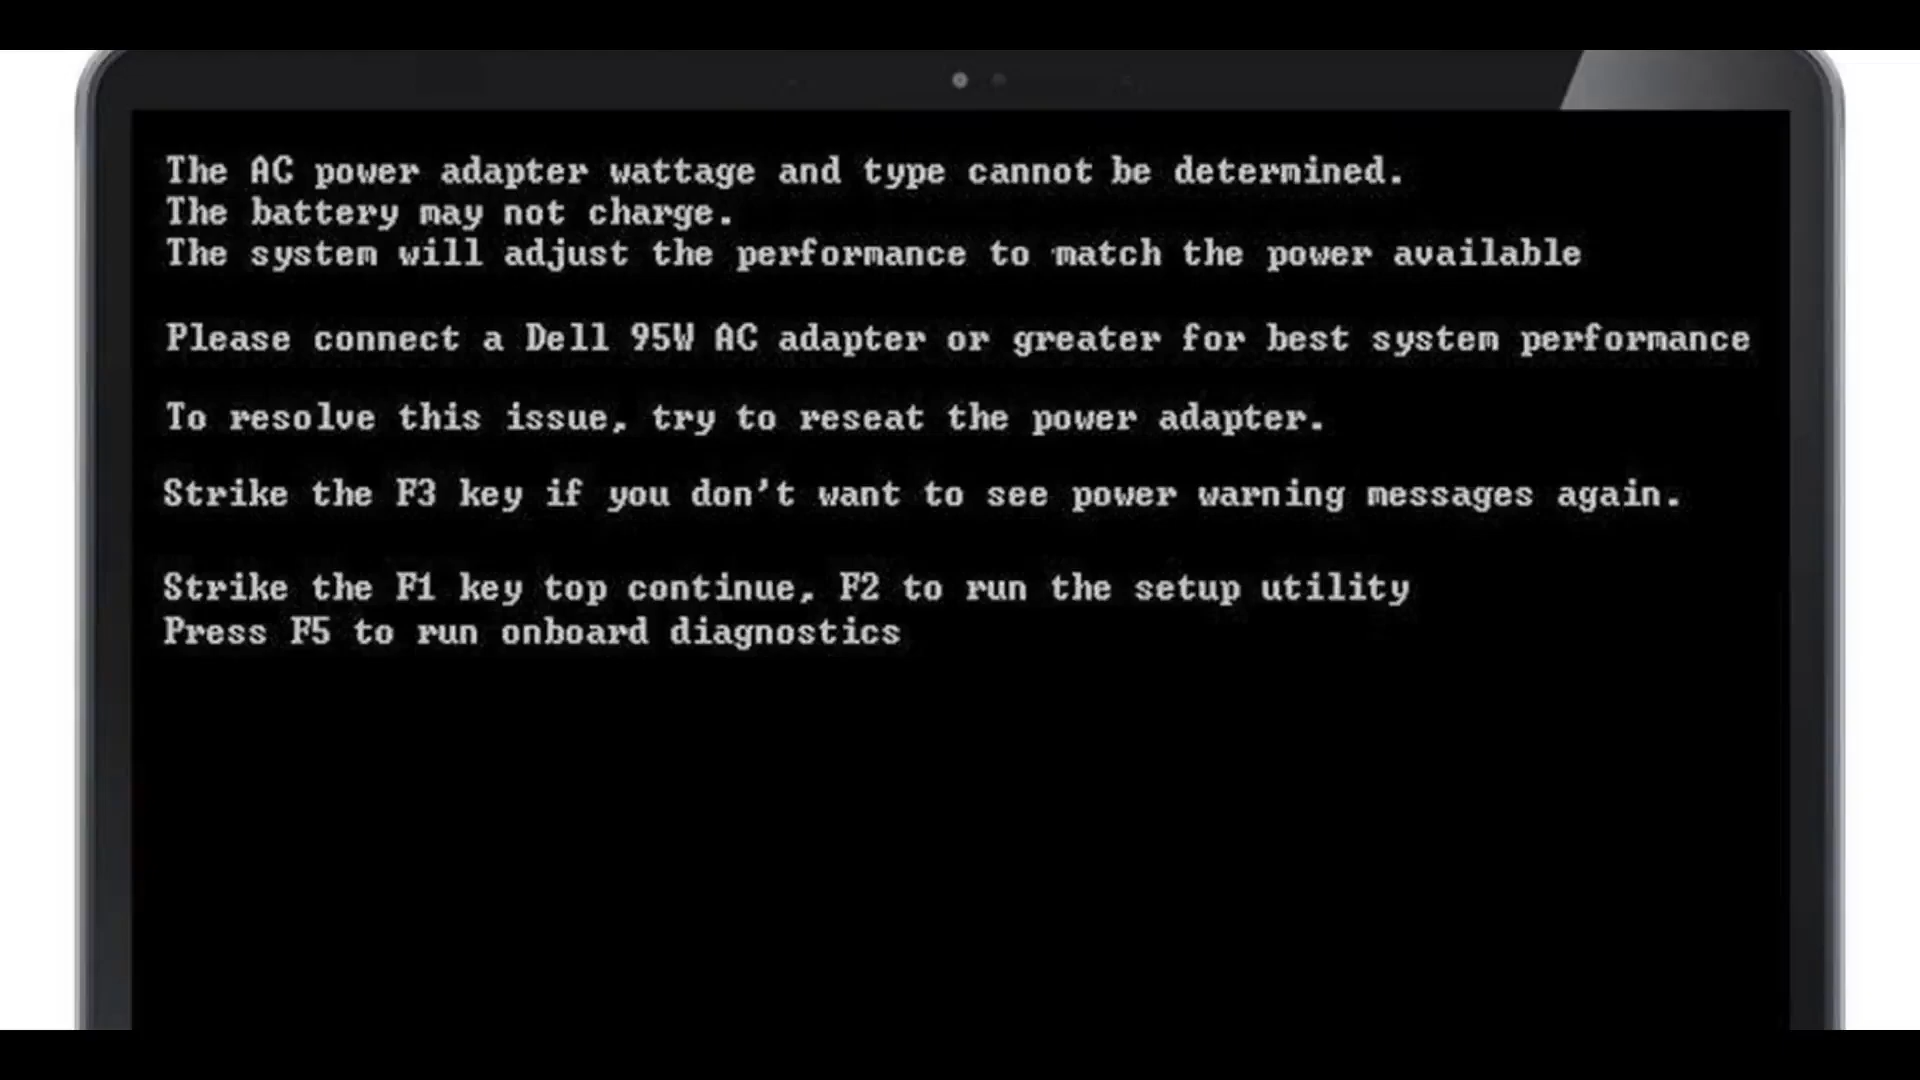 The AC power adapter wattage and type cannot be determined.
The battery may not charge.
The system will adjust the performance to match the power available
Please connect a Dell 95W AC adapter or greater for best system performance
To resolve this issue, try to reseat the power adapter.
Strike the F3 key if you don't want to see power warning messages again.
Strike the F1 key top continue, F2 to run the setup utility
Press F5 to run onboard diagnostics